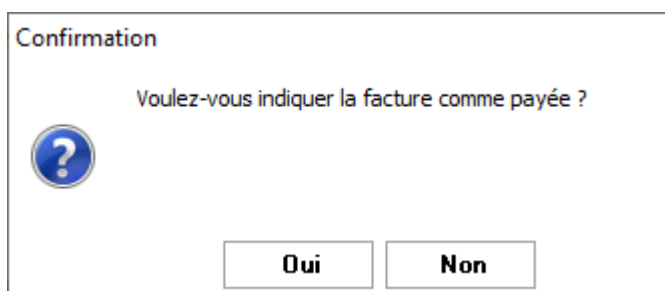 Confirmation
Voulez-vous indiquer la facture comme payée ?
?
Oui
Non